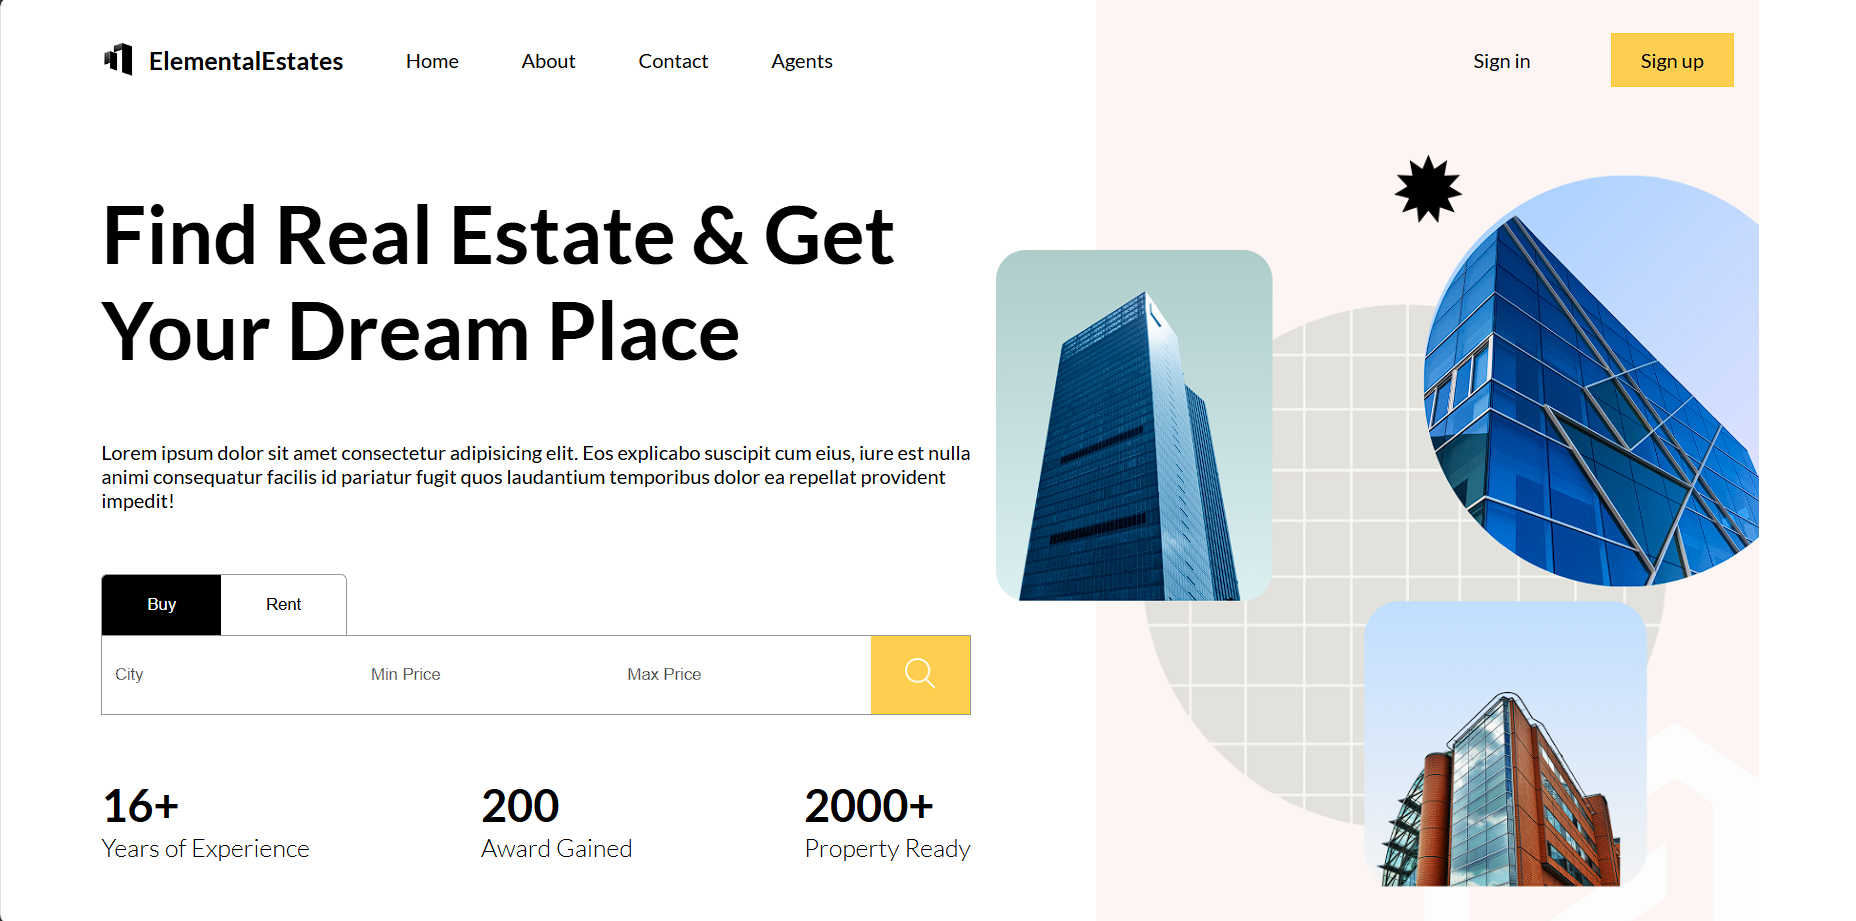 ElementalEstates
Home
About
Contact
Agents
Sign in
Sign up
Find Real Estate & Get
Your Dream Place
Lorem ipsum dolor sit amet consectetur adipisicing elit. Eos explicabo suscipit cum eius, iure est nulla
animi consequatur facilis id pariatur fugit quos laudantium temporibus dolor ea repellat provident
impedit!
Buy
Rent
City
Min Price
Max Price
16+
Years of Experience
200
Award Gained
2000+
Property Ready